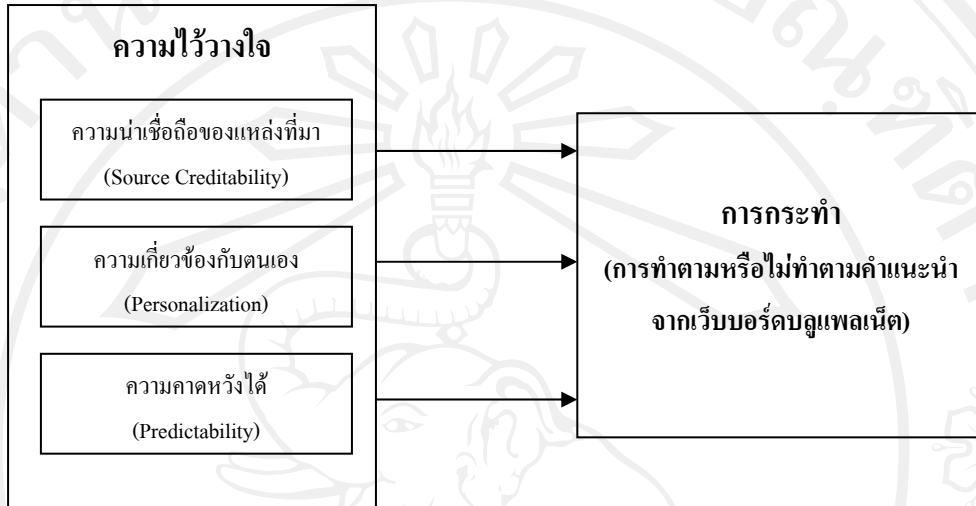 ความไว้วางใจ
ความน่าเชื่อถือของแหล่งที่มา
(Source Creditability)
ความเกี่ยวข้องกับตนเอง
(Personalization)
ความคาดหวังได้
(Predictability)
การกระทำ
(การทำตามหรือไม่ทำตามคำแนะนำ
จากเว็บบอร์ดบลูแพลเน็ต)